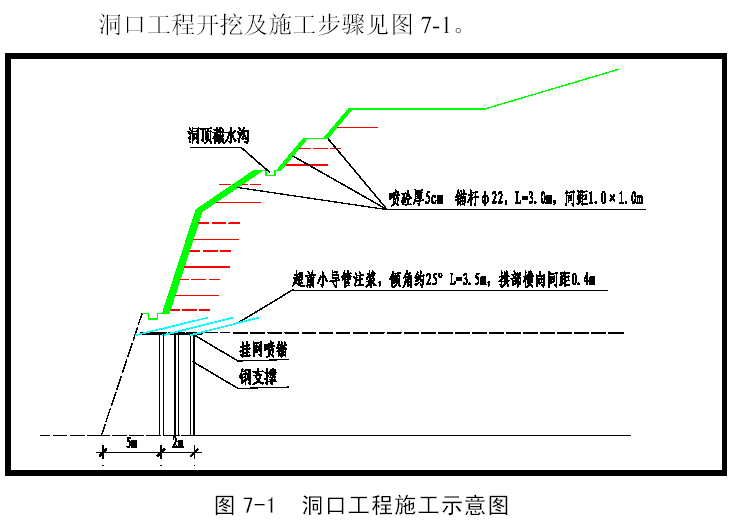 洞口工程开挖及施工步骤见图 7-1。
洞顶截水沟
喷砼厚5cm 锚杆φ22，L=3.0m，间距1.0×1.0m
超前小导管注浆，倾角约25° L=3.5m，拱部横向间距0.4m
挂网喷锚
钢支撑
5m 2m
图 7-1 洞口工程施工示意图